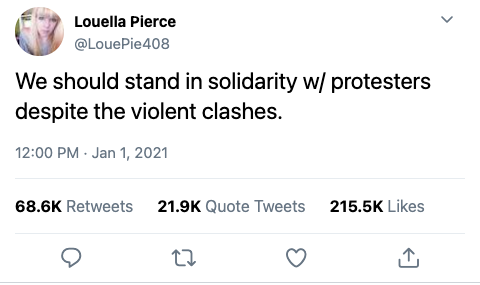 Louella Pierce
@LouePie408
We should stand in solidarity w/ protesters
despite the violent clashes.
12:00 PM · Jan 1, 2021
68.6K Retweets 21.9K Quote Tweets 215.5K Likes